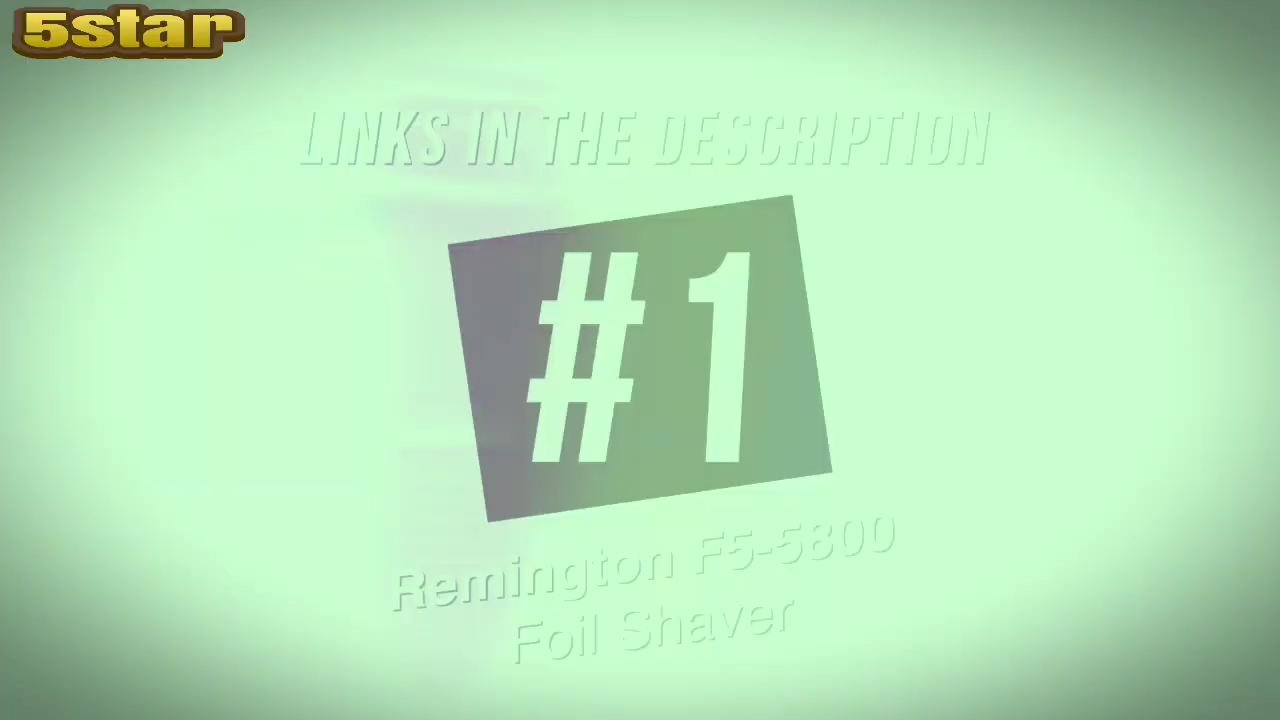 5star
LINKS IN THE DESCRIPTION
#1
Remington F5-5800
Foil Shaver